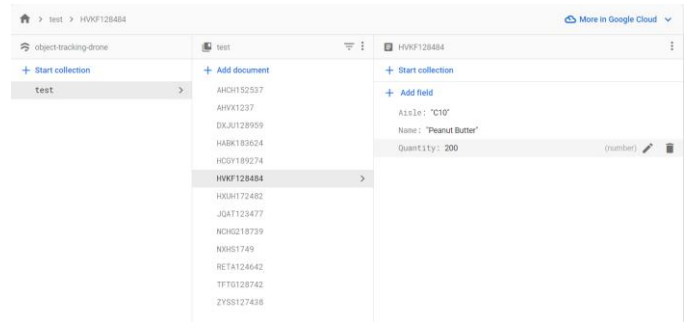 test > HVKF128484
More in Google Cloud
object-tracking-drone
test
HVKF128484
+ Start collection
+ Add document
+ Start collection
test
+ Add field
AHCH152537
AHVX1237
DXJU128959
HABK183624
HCGY189274
HVKF128484
HXUH172482
JQAT123477
NCHG218739
NXHS1749
RETA124642
TFTG128742
ZYSS127438
Aisle: "C10"
Name: "Peanut Butter"
Quantity: 200 (number)